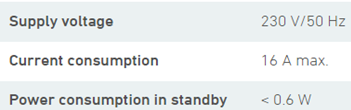 Supply voltage 230 V/50 Hz
Current consumption 16 A max.
Power consumption in standby < 0.6 W